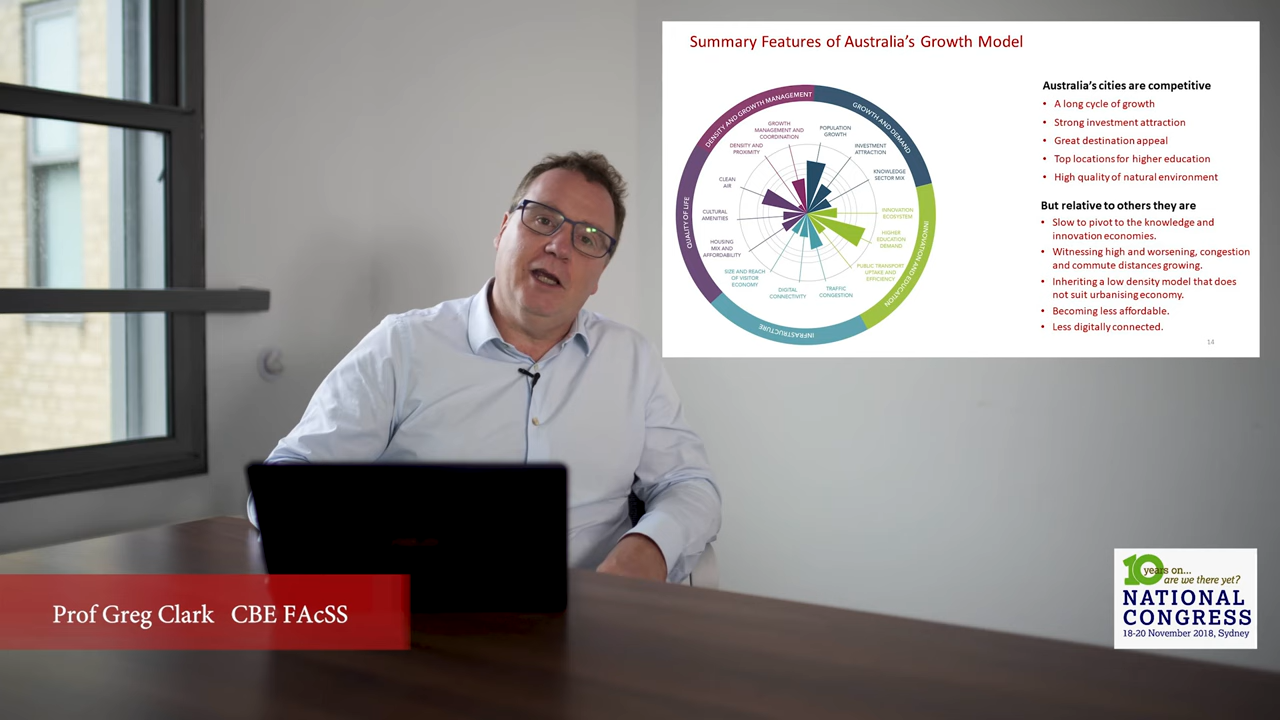 Summary Features of Australia's Growth Model
DENSITY AND GROWTH MANAGEMENT
GROWTH AND DEMAND
INNOVATION AND EDUCATION
INFRASTRUCTURE
QUALITY OF LIFE
GROWTH
MANAGEMENT AND
COORDINATION
POPULATION
GROWTH
INVESTMENT
ATTRACTION
KNOWLEDGE
SECTOR MIX
INNOVATION
ECOSYSTEM
HIGHER
EDUCATION
DEMAND
PUBLIC TRANSPORT
UPTAKE AND
EFFICIENCY
TRAFFIC
CONGESTION
DIGITAL
CONNECTIVITY
SIZE AND REACH
OF VISITOR
ECONOMY
HOUSING
MIX AND
AFFORDABILITY
CULTURAL
AMENITIES
CLEAN
AIR
DENSITY AND
PROXIMITY
Australia's cities are competitive
• A long cycle of growth
• Strong investment attraction
• Great destination appeal
• Top locations for higher education
• High quality of natural environment
But relative to others they are
• Slow to pivot to the knowledge and
innovation economies.
• Witnessing high and worsening, congestion
and commute distances growing.
• Inheriting a low density model that does
not suit urbanising economy.
• Becoming less affordable.
• Less digitally connected.
14
Prof Greg Clark CBE FAcSS
10 years on...
are we there yet?
NATIONAL
CONGRESS
18-20 November 2018, Sydney